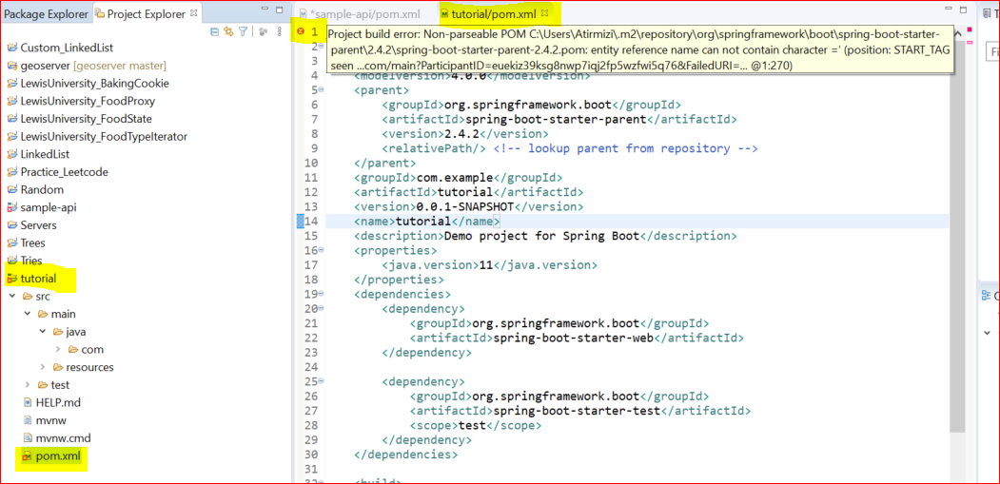 Package Explorer
Project Explorer
Custom_LinkedList
geoserver [geoserver master]
LewisUniversity_BakingCookie
LewisUniversity_FoodProxy
LewisUniversity_FoodState
LewisUniversity_FoodTypeIterator
LinkedList
Practice_Leetcode
Random
sample-api
Servers
Trees
Tries
tutorial
src
main
java
com
resources
test
HELP.md
mvnw
mvnw.cmd
pom.xml
*sample-api/pom.xml
tutorial/pom.xml
Project build error: Non-parseable POM C:\Users\Atirmizi\.m2\repository\org\springframework\boot\spring-boot-starter-
parent\2.4.2\spring-boot-starter-parent-2.4.2.pom: entity reference name can not contain character =' (position: START_TAG
seen ...com/main?ParticipantID=euekiz39ksg8nwp7iqj2fp5wzfwi5q76&FailedURI=... @1:270)
1
2
3
4 <modelVersion>4.0.0</modelVersion>
5 <parent>
6 <groupId>org.springframework.boot</groupId>
7 <artifactId>spring-boot-starter-parent</artifactId>
8 <version>2.4.2</version>
9 <relativePath/> <!-- lookup parent from repository -->
10 </parent>
11 <groupId>com.example</groupId>
12 <artifactId>tutorial</artifactId>
13 <version>0.0.1-SNAPSHOT</version>
14 <name>tutorial</name>
15 <description>Demo project for Spring Boot</description>
16 <properties>
17 <java.version>11</java.version>
18 </properties>
19 <dependencies>
20 <dependency>
21 <groupId>org.springframework.boot</groupId>
22 <artifactId>spring-boot-starter-web</artifactId>
23 </dependency>
24
25 <dependency>
26 <groupId>org.springframework.boot</groupId>
27 <artifactId>spring-boot-starter-test</artifactId>
28 <scope>test</scope>
29 </dependency>
30 </dependencies>
31
32 <build>